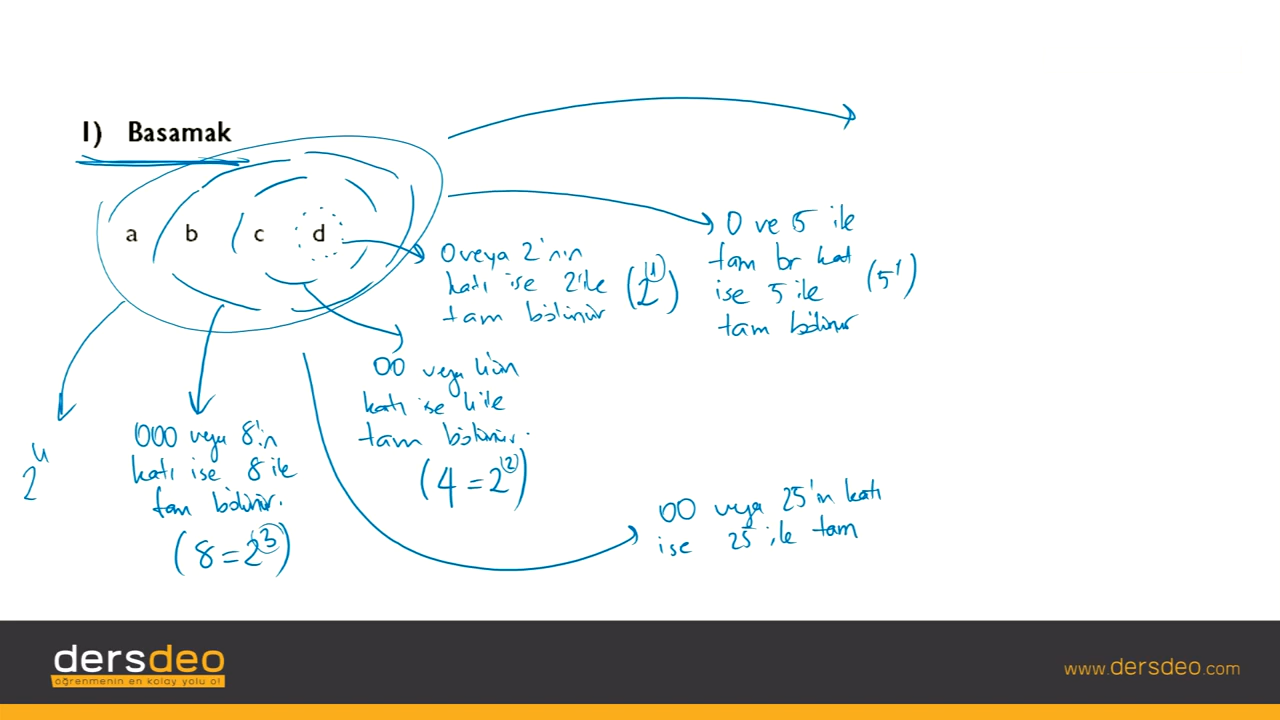 1) Basamak
a b c d
0 veya 2'nin
katı ise 2'ile
tam bölünür
(2¹)
0 ve 5 ile
tam br kat
ise 5 ile
tam bölünür
(5¹)
00 veya 4'ün
katı ise 4 ile
tam bölünür.
(4=2²)
000 veya 8'in
katı ise 8 ile
tam bölünür.
(8=2³)
2⁴
00 veya 25'in katı
ise 25 ile tam
dersdeo
öğrenmenin en kolay yolu o!
www.dersdeo.com